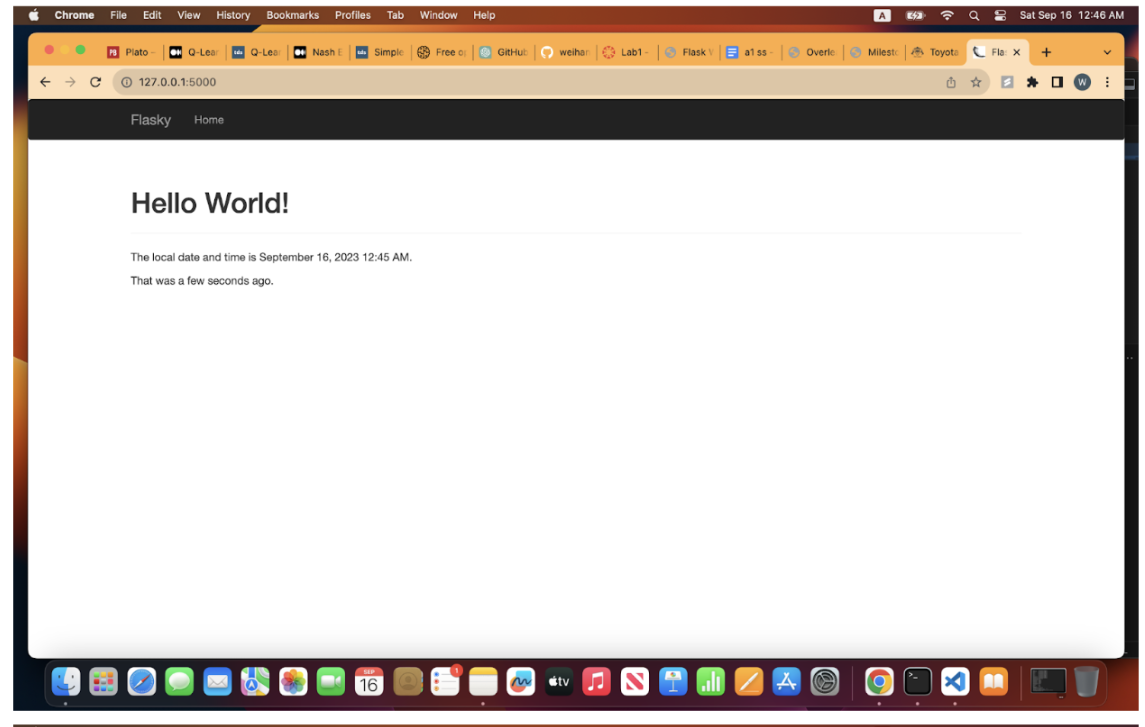 Chrome File Edit View History Bookmarks Profiles Tab Window Help A Sat Sep 16 12:46 AM
Plato – Q-Lear Q-Lear Nash E Simple Free o GitHub weihan Lab1 - Flask a1 ss - Overle Milesto Toyota Fla
127.0.0.1:5000 W
Flasky Home
Hello World!
The local date and time is September 16, 2023 12:45 AM.
That was a few seconds ago.
SEP
16
1
tv